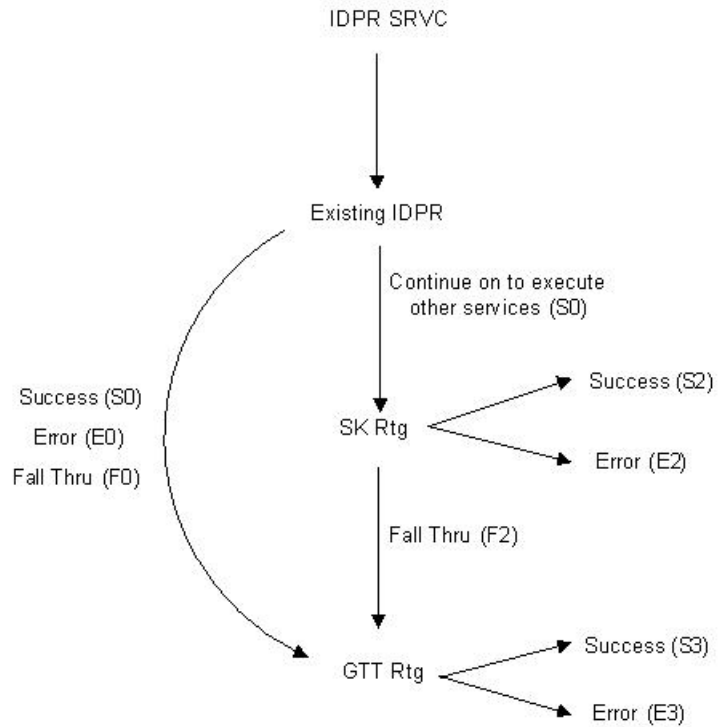 IDPR SRVC
Existing IDPR
Continue on to execute
other services (S0)
Success (S0)
Error (E0)
Fall Thru (F0)
SK Rtg
Success (S2)
Error (E2)
Fall Thru (F2)
GTT Rtg
Success (S3)
Error (E3)